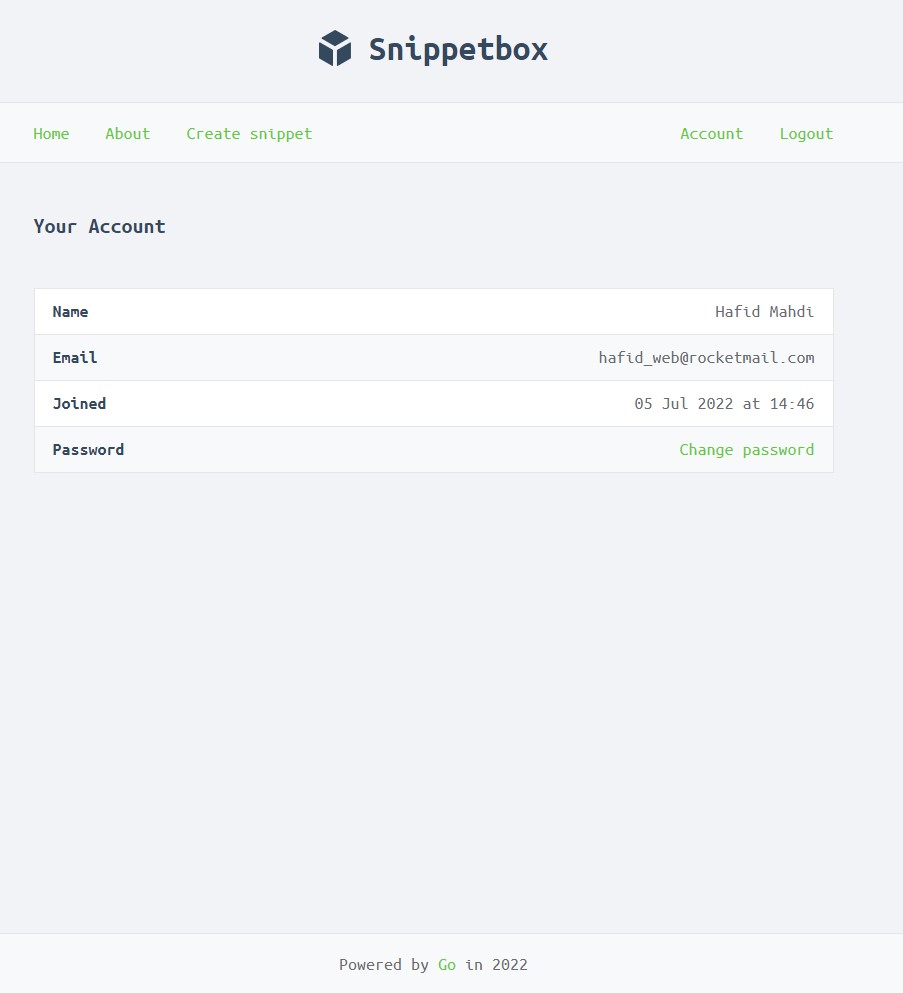 Snippetbox
Home About Create snippet Account Logout
Your Account
Name Hafid Mahdi
Email hafid_web@rocketmail.com
Joined 05 Jul 2022 at 14:46
Password Change password
Powered by Go in 2022